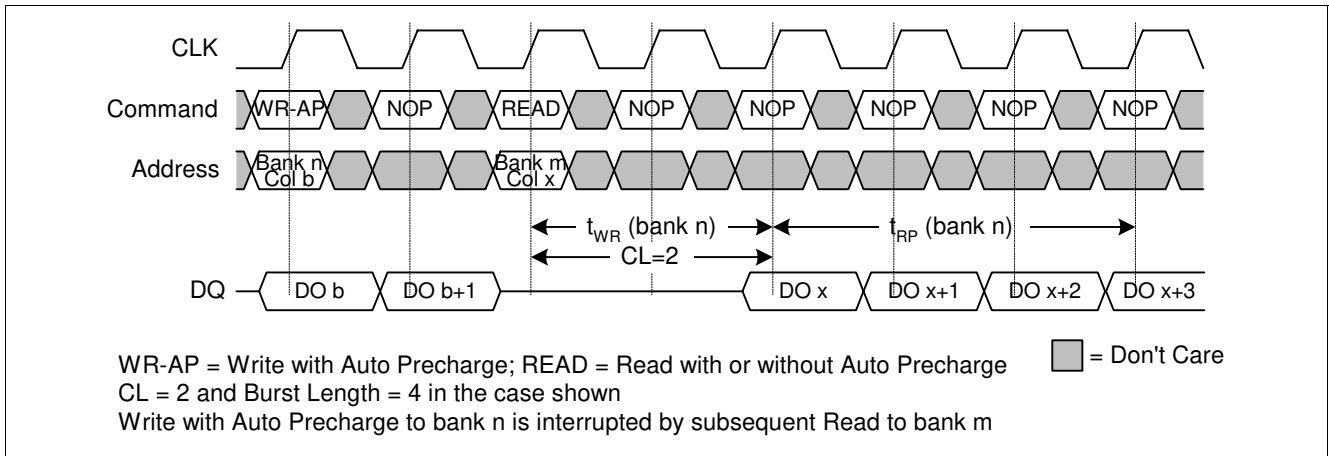 CLK
Command WR-AP NOP READ NOP NOP NOP NOP NOP
Address Bank n Bank m
Col b Col x
tWR (bank n) tRP (bank n)
CL=2
DQ DO b DO b+1 DO x DO x+1 DO x+2 DO x+3
WR-AP = Write with Auto Precharge; READ = Read with or without Auto Precharge = Don't Care
CL = 2 and Burst Length = 4 in the case shown
Write with Auto Precharge to bank n is interrupted by subsequent Read to bank m